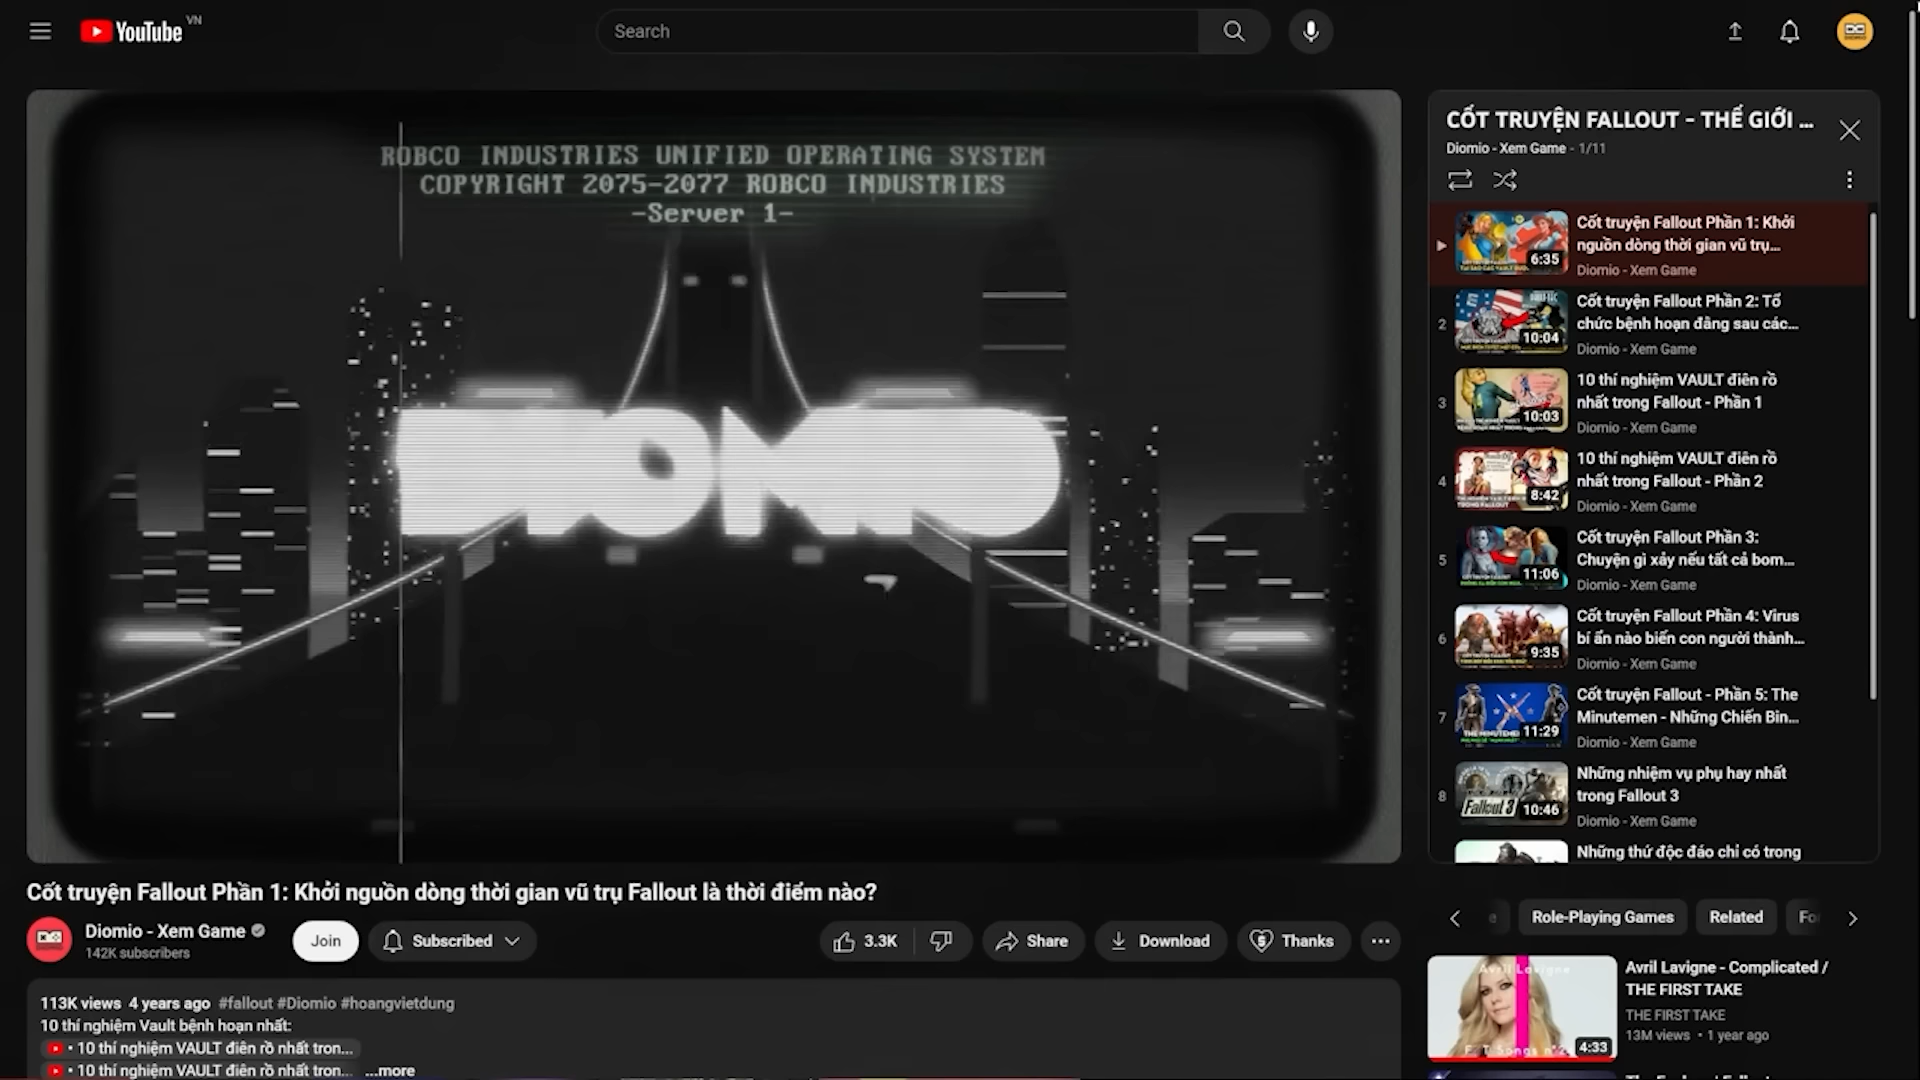 YouTube VN
Search
ROBCO INDUSTRIES UNIFIED OPERATING SYSTEM
COPYRIGHT 2075-2077 ROBCO INDUSTRIES
-Server 1-
DIOMIO
Cốt truyện Fallout Phần 1: Khởi nguồn dòng thời gian vũ trụ Fallout là thời điểm nào?
Diomio - Xem Game
142K subscribers
Join
Subscribed
3.3K
Share
Download
Thanks
113K views 4 years ago #fallout #Diomio #hoangvietdung
10 thí nghiệm Vault bệnh hoạn nhất:
• 10 thí nghiệm VAULT điên rồ nhất tron...
• 10 thí nghiệm VAULT điên rồ nhất tron... ...more
CỐT TRUYỆN FALLOUT - THẾ GIỚI ...
Diomio - Xem Game - 1/11
6:35
Cốt truyện Fallout Phần 1: Khởi
nguồn dòng thời gian vũ trụ...
Diomio - Xem Game
2
10:04
Cốt truyện Fallout Phần 2: Tổ
chức bệnh hoạn đằng sau các...
Diomio - Xem Game
3
10:03
10 thí nghiệm VAULT điên rồ
nhất trong Fallout - Phần 1
Diomio - Xem Game
4
8:42
10 thí nghiệm VAULT điên rồ
nhất trong Fallout - Phần 2
Diomio - Xem Game
5
11:06
Cốt truyện Fallout Phần 3:
Chuyện gì xảy nếu tất cả bom...
Diomio - Xem Game
6
9:35
Cốt truyện Fallout Phần 4: Virus
bí ẩn nào biến con người thành...
Diomio - Xem Game
7
THE MINUTEMEN
11:29
Cốt truyện Fallout - Phần 5: The
Minutemen - Những Chiến Bin...
Diomio - Xem Game
8
Fallout 3
10:46
Những nhiệm vụ phụ hay nhất
trong Fallout 3
Diomio - Xem Game
Những thứ độc đáo chỉ có trong
Role-Playing Games
Related
Avril Lavigne
4:33
Avril Lavigne - Complicated /
THE FIRST TAKE
THE FIRST TAKE
13M views • 1 year ago